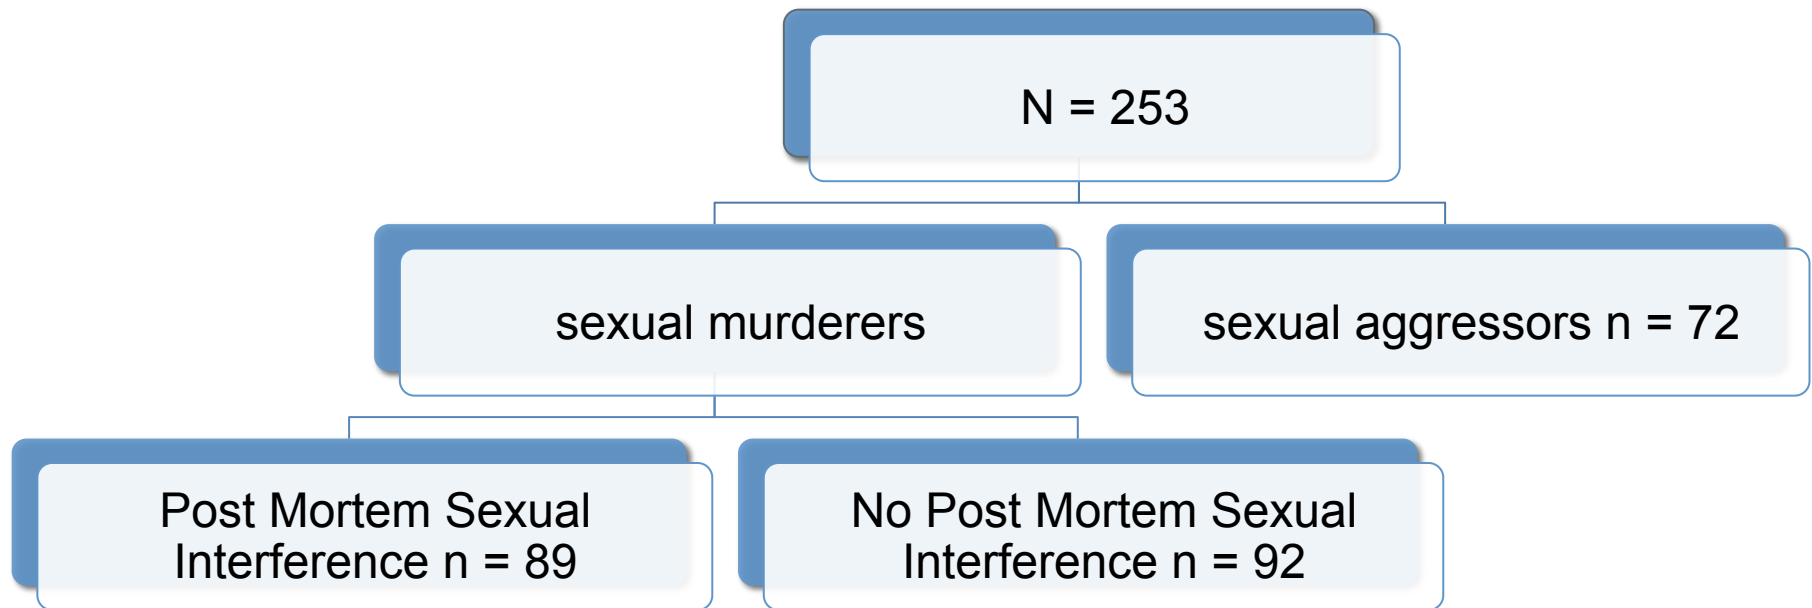 N = 253
sexual murderers
sexual aggressors n = 72
Post Mortem Sexual
Interference n = 89
No Post Mortem Sexual
Interference n = 92